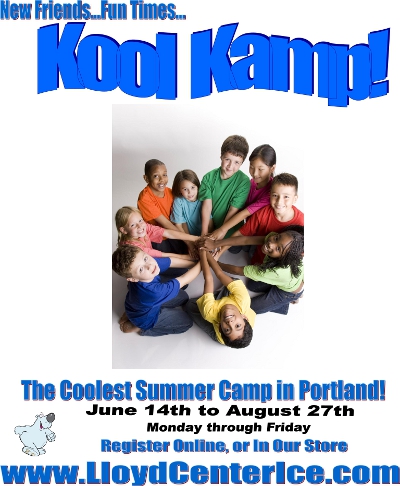 New Friends...Fun Times...
Kool Kamp!
The Coolest Summer Camp in Portland!
June 14th to August 27th
Monday through Friday
Register Online, or In Our Store
www.LloydCenterIce.com